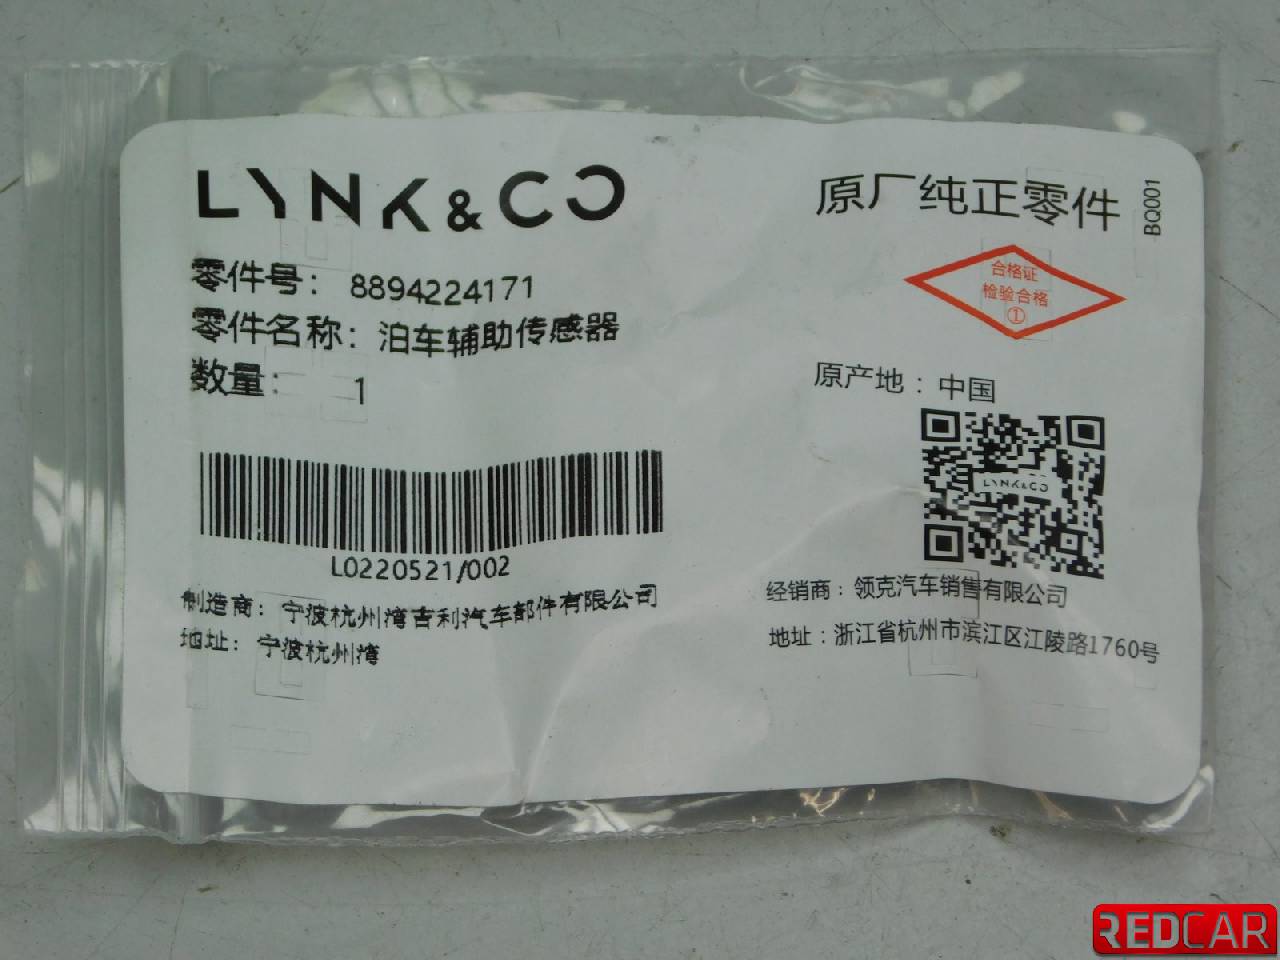 LYNK&CO
原厂纯正零件
BQ001
零件号：8894224171
零件名称：泊车辅助传感器
数量： 1
合格证
检验合格
①
原产地：中国
LYNK&CO
L0220521/002
制造商：宁波杭州湾吉利汽车部件有限公司
地址：宁波杭州湾
经销商：领克汽车销售有限公司
地址：浙江省杭州市滨江区江陵路1760号
REDCAR